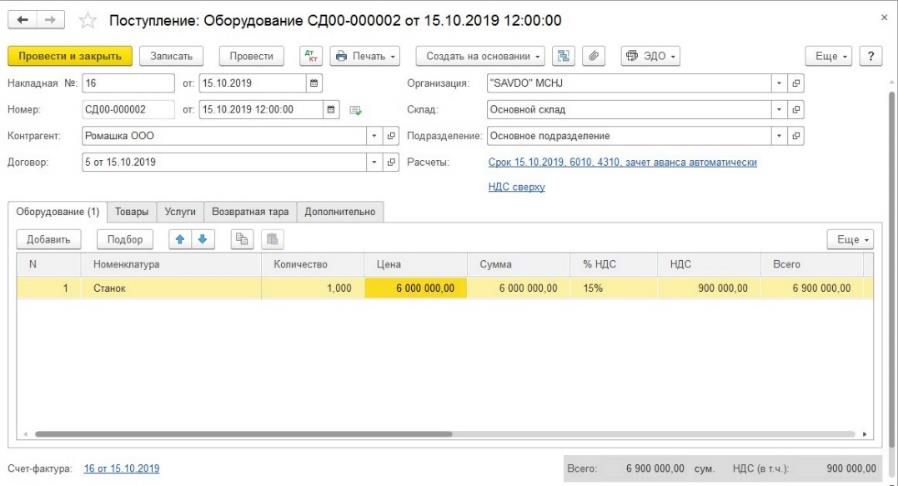 Поступление: Оборудование СД00-000002 от 15.10.2019 12:00:00
Провести и закрыть Записать Провести Дт Кт Печать Создать на основании ЭДО Еще ?
Накладная №: 16 от: 15.10.2019 Организация: "SAVDO" MCHJ
Номер: СД00-000002 от: 15.10.2019 12:00:00 Склад: Основной склад
Контрагент: Ромашка ООО Подразделение: Основное подразделение
Договор: 5 от 15.10.2019 Расчеты: Срок 15.10.2019, 6010, 4310, зачет аванса автоматически
НДС сверху
Оборудование (1) Товары Услуги Возвратная тара Дополнительно
Добавить Подбор Еще
N Номенклатура Количество Цена Сумма % НДС НДС Всего
1 Станок 1,000 6 000 000,00 6 000 000,00 15% 900 000,00 6 900 000,00
Счет-фактура: 16 от 15.10.2019 Всего: 6 900 000,00 сум. НДС (в т.ч.): 900 000,00